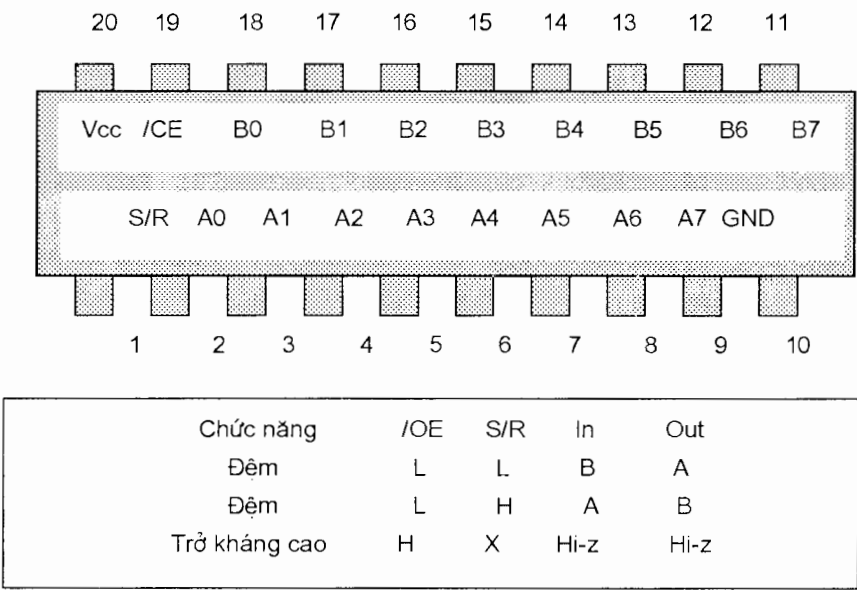 20 19 18 17 16 15 14 13 12 11
Vcc /CE B0 B1 B2 B3 B4 B5 B6 B7
S/R A0 A1 A2 A3 A4 A5 A6 A7 GND
1 2 3 4 5 6 7 8 9 10
Chức năng /OE S/R In Out
Đệm L L B A
Đệm L H A B
Trở kháng cao H X Hi-z Hi-z